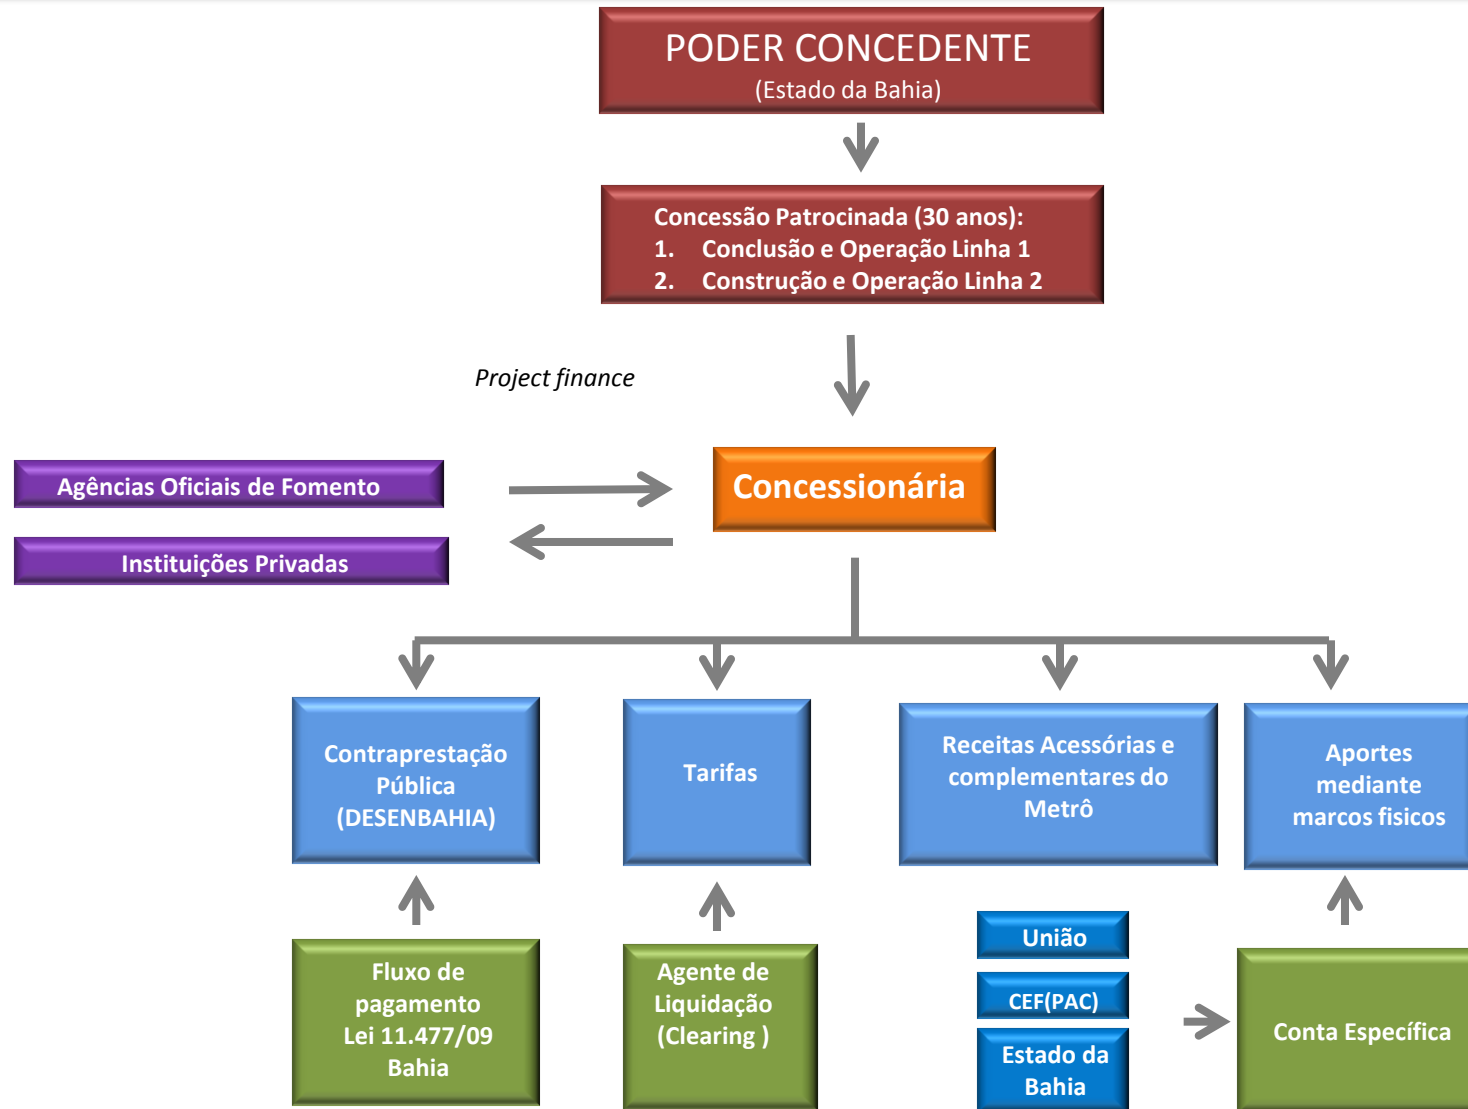 PODER CONCEDENTE
(Estado da Bahia)
Concessão Patrocinada (30 anos):
1. Conclusão e Operação Linha 1
2. Construção e Operação Linha 2
Project finance
Agências Oficiais de Fomento
Concessionária
Instituições Privadas
Contraprestação
Pública
(DESENBAHIA)
Tarifas
Receitas Acessórias e
complementares do
Metrô
Aportes
mediante
marcos fisicos
Fluxo de
pagamento
Lei 11.477/09
Bahia
Agente de
Liquidação
(Clearing )
União
CEF(PAC)
Estado da
Bahia
Conta Específica